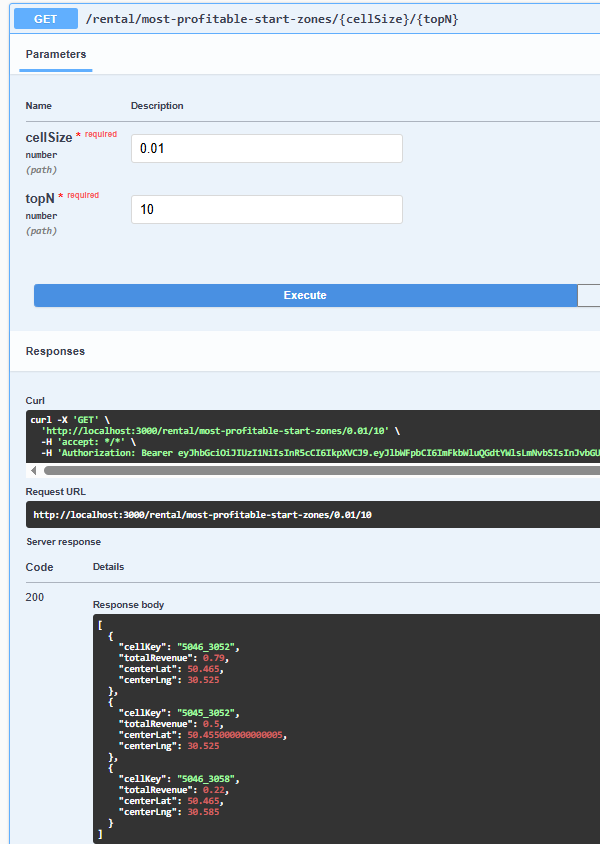 GET /rental/most-profitable-start-zones/{cellSize}/{topN}
Parameters
Name Description
cellSize * required
number
(path)
0.01
topN * required
number
(path)
10
Execute
Responses
Curl
curl -X 'GET' \
'http://localhost:3000/rental/most-profitable-start-zones/0.01/10' \
-H 'accept: */*' \
-H 'Authorization: Bearer eyJhbGciOiJIUzI1NiIsInR5cCI6IkpXVCJ9.eyJlbWFpbCI6ImFkbWluQGdtYWlsLmNvbSIsInJvbGU
Request URL
http://localhost:3000/rental/most-profitable-start-zones/0.01/10
Server response
Code Details
200
Response body
[
{
"cellKey": "5046_3052",
"totalRevenue": 0.79,
"centerLat": 50.465,
"centerLng": 30.525
},
{
"cellKey": "5045_3052",
"totalRevenue": 0.5,
"centerLat": 50.455000000000005,
"centerLng": 30.525
},
{
"cellKey": "5046_3058",
"totalRevenue": 0.22,
"centerLat": 50.465,
"centerLng": 30.585
}
]